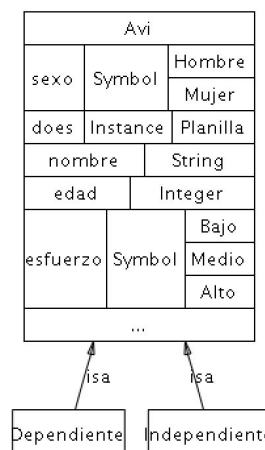 Avi
sexo Symbol Hombre
Mujer
does Instance Planilla
nombre String
edad Integer
esfuerzo Symbol Bajo
Medio
Alto
...
isa isa
Dependiente Independiente